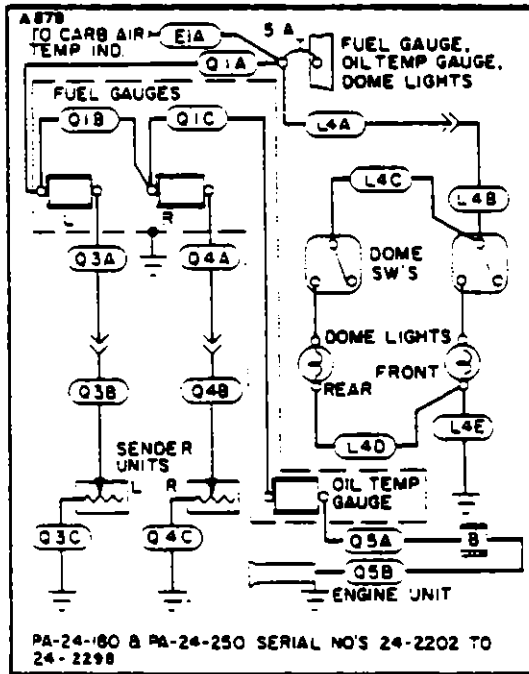 A878
TO CARB AIR
TEMP IND.
E1A
5 A
FUEL GAUGE,
OIL TEMP GAUGE,
DOME LIGHTS
Q1A
FUEL GAUGES
Q1B
Q1C
L4A
L4C
L4B
L
R
Q3A
Q4A
DOME
SW'S
DOME LIGHTS
REAR
FRONT
Q3B
Q4B
L4D
L4E
SENDER
UNITS
L
R
OIL TEMP
GAUGE
Q3C
Q4C
Q5A
B
Q5B
ENGINE UNIT
PA-24-180 & PA-24-250 SERIAL NO'S 24-2202 TO
24-2298